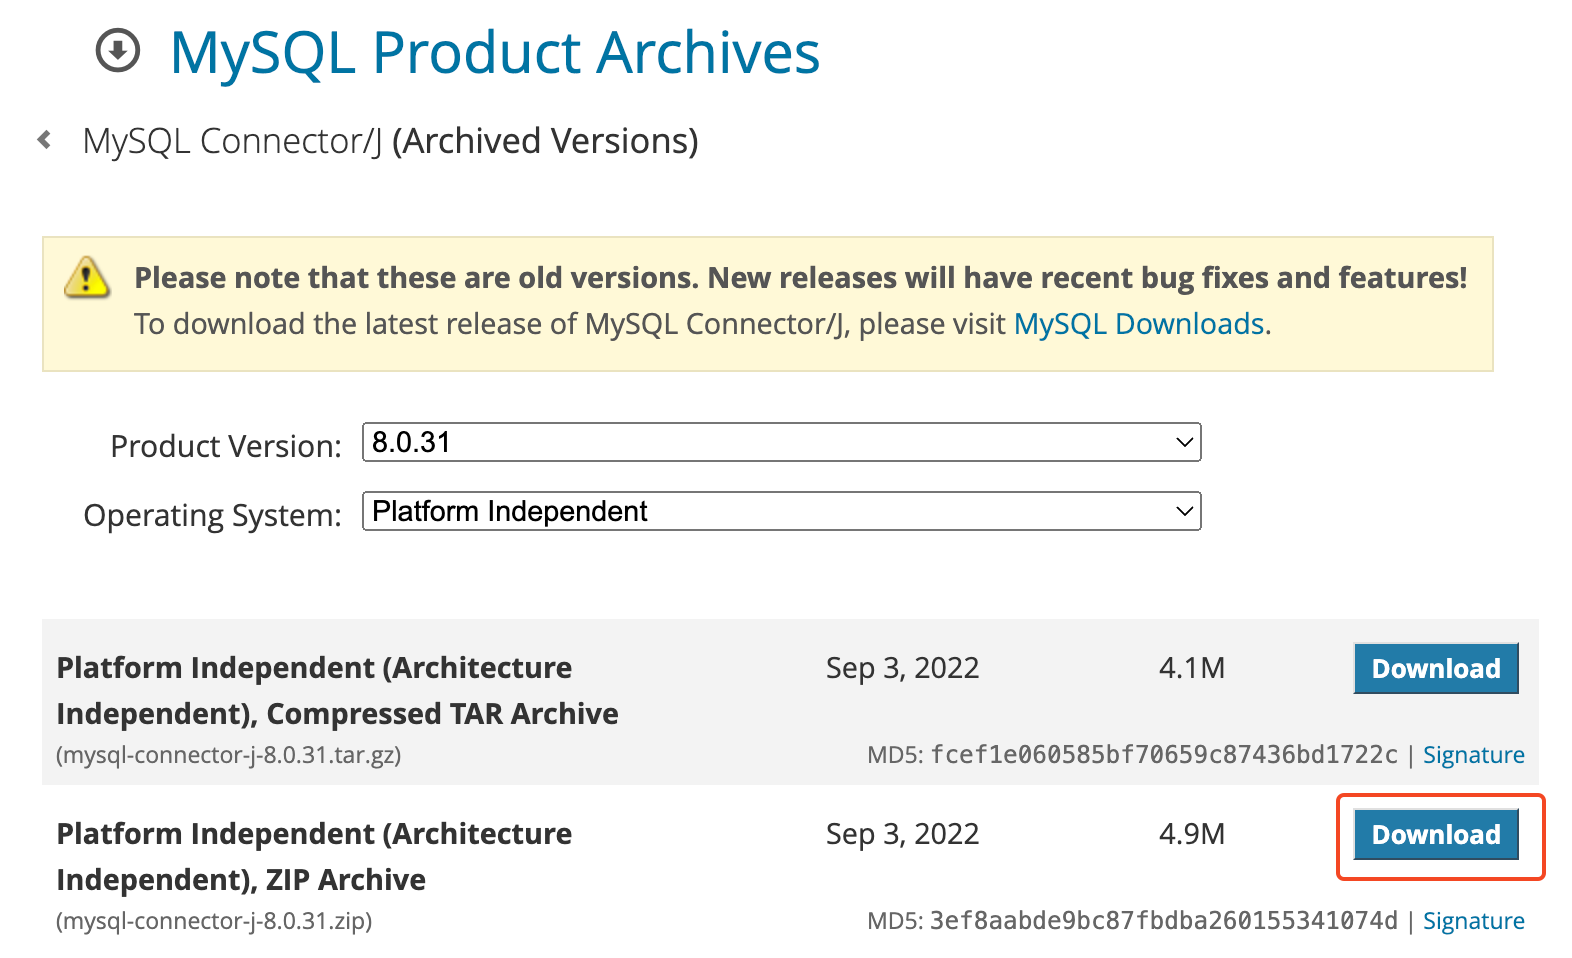 MySQL Product Archives
MySQL Connector/J (Archived Versions)
Please note that these are old versions. New releases will have recent bug fixes and features!
To download the latest release of MySQL Connector/J, please visit MySQL Downloads.
Product Version: 8.0.31
Operating System: Platform Independent
Platform Independent (Architecture Sep 3, 2022 4.1M Download
Independent), Compressed TAR Archive
(mysql-connector-j-8.0.31.tar.gz) MD5: fcef1e060585bf70659c87436bd1722c | Signature
Platform Independent (Architecture Sep 3, 2022 4.9M Download
Independent), ZIP Archive
(mysql-connector-j-8.0.31.zip) MD5: 3ef8aabde9bc87fbdba260155341074d | Signature